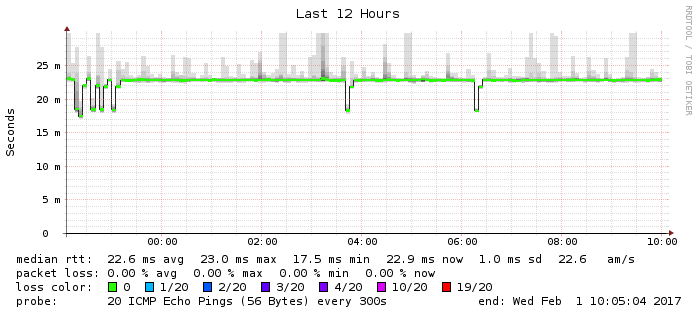 Last 12 Hours
RRDTOOL / TOBI OETIKER
Seconds
25 m
20 m
15 m
10 m
5 m
0
00:00 02:00 04:00 06:00 08:00 10:00
median rtt: 22.6 ms avg 23.0 ms max 17.5 ms min 22.9 ms now 1.0 ms sd 22.6 am/s
packet loss: 0.00 % avg 0.00 % max 0.00 % min 0.00 % now
loss color: 0 1/20 2/20 3/20 4/20 10/20 19/20
probe: 20 ICMP Echo Pings (56 Bytes) every 300s end: Wed Feb 1 10:05:04 2017